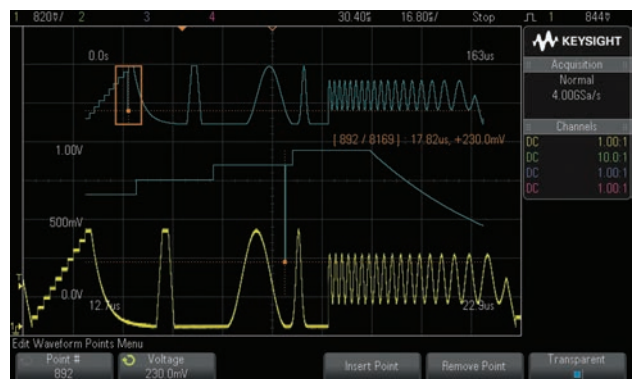 1 820▽/ 2 3 4 30.40s 16.80s/ Stop 1 844▽
KEYSIGHT
Acquisition
Normal
4.00GSa/s
Channels
DC 1.00:1
DC 10.0:1
DC 1.00:1
DC 1.00:1
0.0s 163us
[ 892 / 8169 ] : 17.82us, +230.0mV
1.00V
500mV
0.0V
12.7us 22.9us
Edit Waveform Points Menu
Point #
892
Voltage
230.0mV
Insert Point
Remove Point
Transparent